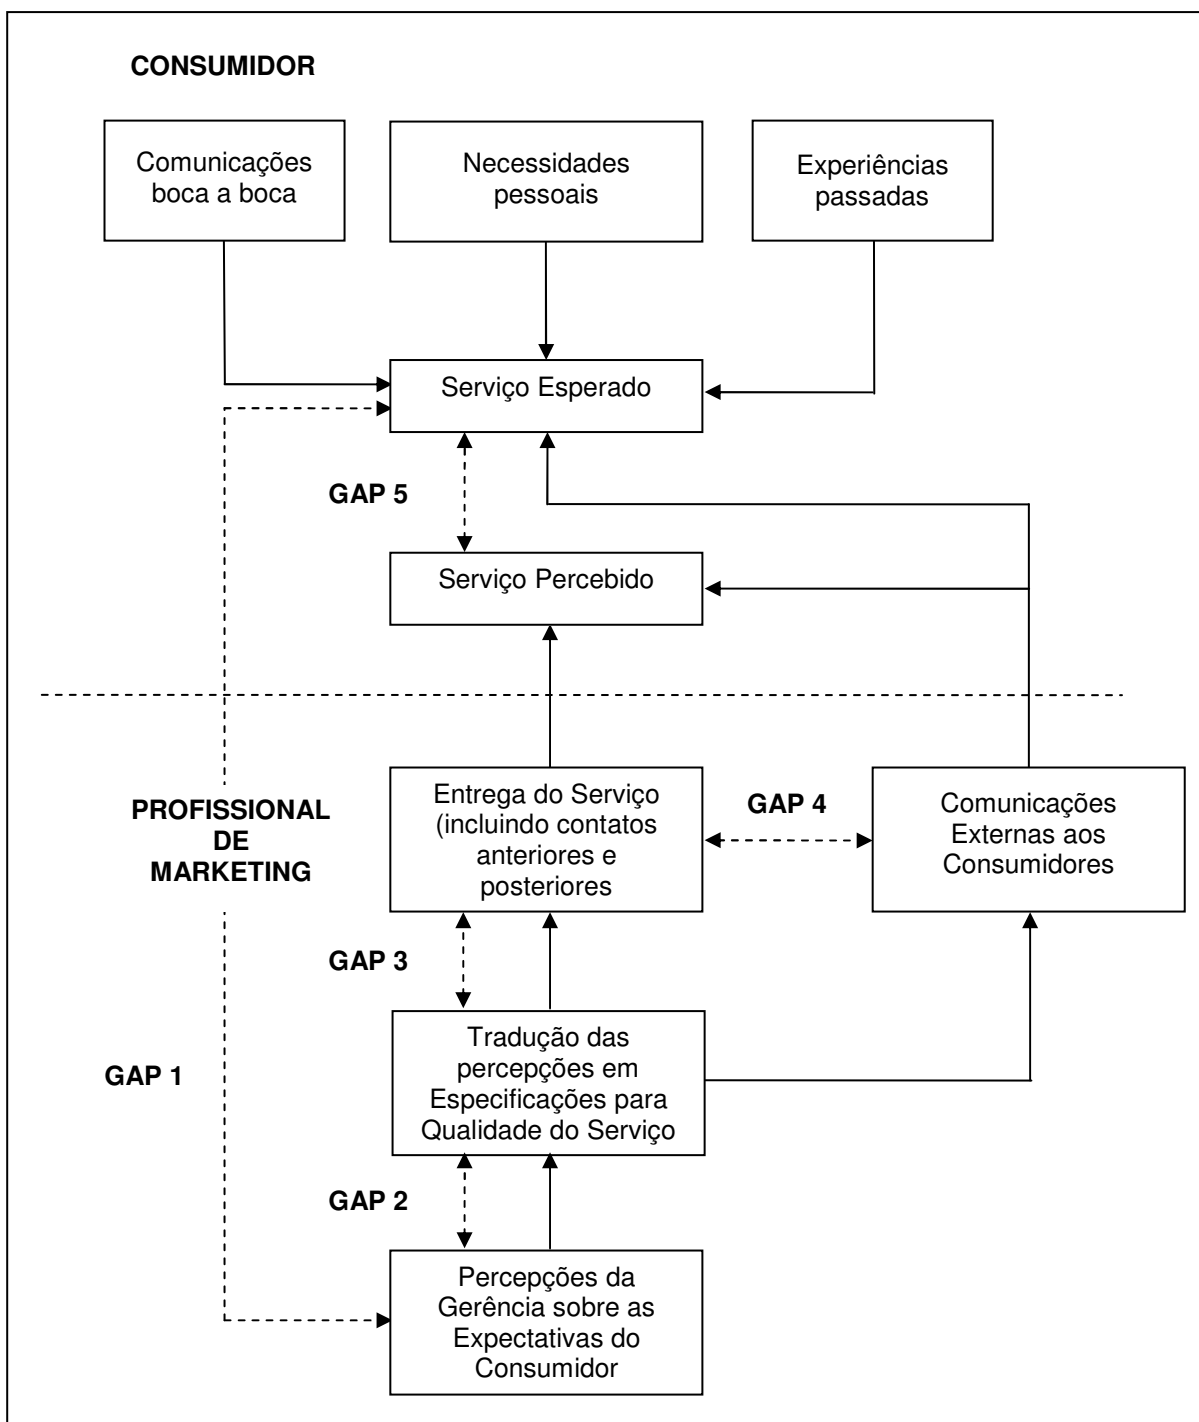 CONSUMIDOR
Comunicações
boca a boca
Necessidades
pessoais
Experiências
passadas
Serviço Esperado
GAP 5
Serviço Percebido
PROFISSIONAL
DE
MARKETING
Entrega do Serviço
(incluindo contatos
anteriores e
posteriores
GAP 4
Comunicações
Externas aos
Consumidores
GAP 3
GAP 1
Tradução das
percepções em
Especificações para
Qualidade do Serviço
GAP 2
Percepções da
Gerência sobre as
Expectativas do
Consumidor